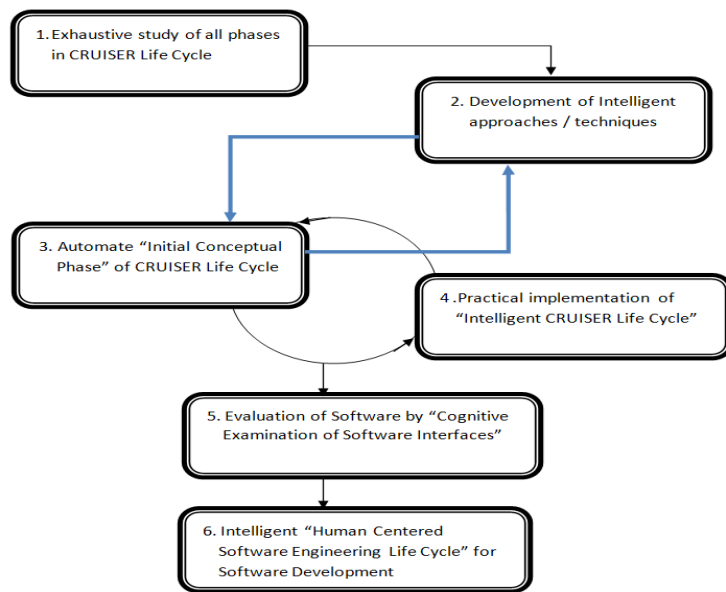 1.Exhaustive study of all phases
in CRUISER Life Cycle
2. Development of Intelligent
approaches / techniques
3. Automate “Initial Conceptual
Phase” of CRUISER Life Cycle
4 .Practical implementation of
“Intelligent CRUISER Life Cycle”
5. Evaluation of Software by “Cognitive
Examination of Software Interfaces”
6. Intelligent “Human Centered
Software Engineering Life Cycle” for
Software Development